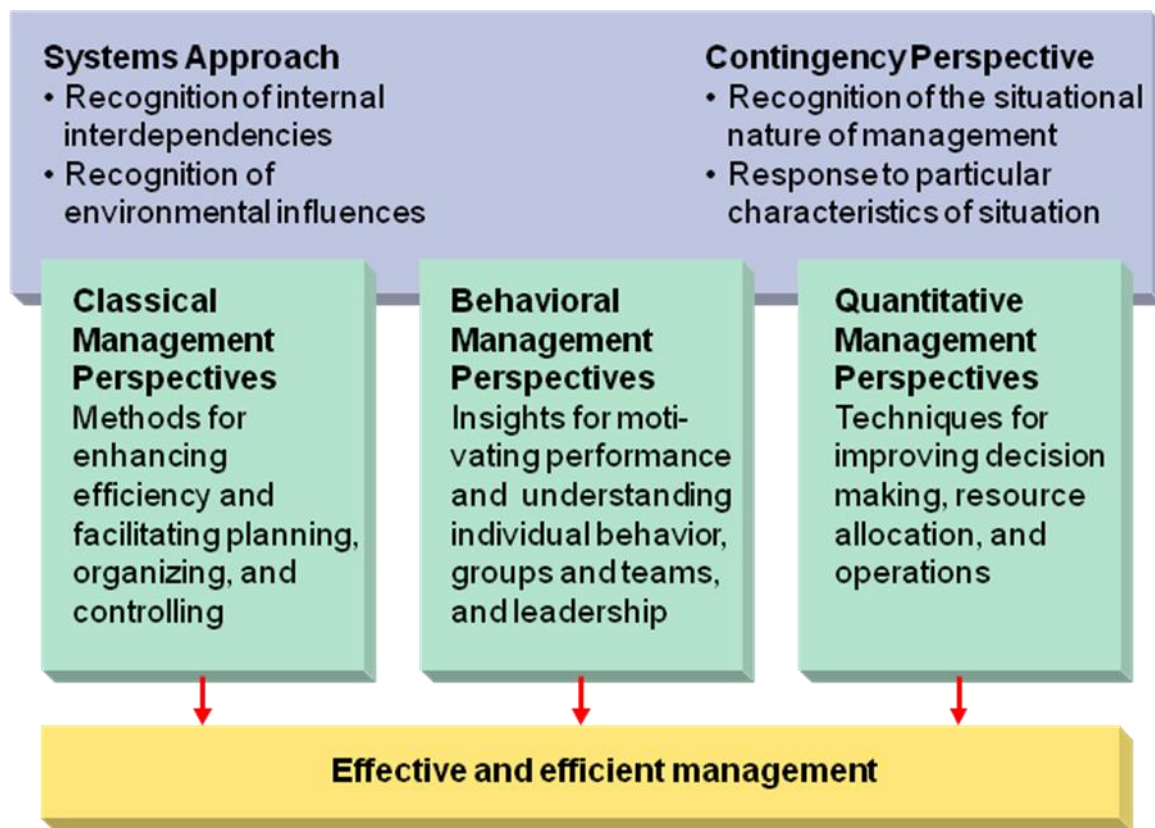 Systems Approach
• Recognition of internal
interdependencies
• Recognition of
environmental influences
Contingency Perspective
• Recognition of the situational
nature of management
• Response to particular
characteristics of situation
Classical
Management
Perspectives
Methods for
enhancing
efficiency and
facilitating planning,
organizing, and
controlling
Behavioral
Management
Perspectives
Insights for moti-
vating performance
and understanding
individual behavior,
groups and teams,
and leadership
Quantitative
Management
Perspectives
Techniques for
improving decision
making, resource
allocation, and
operations
Effective and efficient management